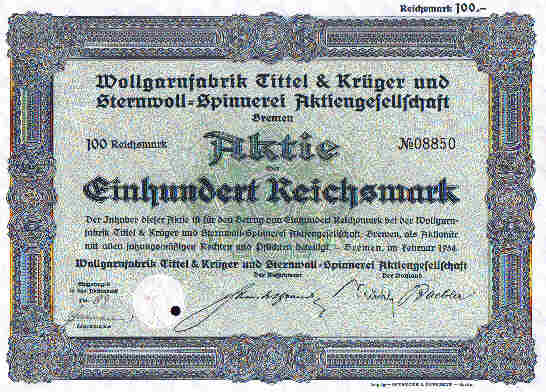 Reichsmark 100.-
Wollgarnfabrik Tittel & Krüger und
Sternwoll-Spinnerei Aktiengesellschaft
Bremen
100 Reichsmark Aktie № 08850
über
Einhundert Reichsmark
Der Inhaber dieser Aktie ist für den Betrag von Einhundert Reichsmark bei der Wollgarn-
fabrik Tittel & Krüger und Sternwoll-Spinnerei Aktiengesellschaft, Bremen, als Aktionär
mit allen satzungsmäßigen Rechten und Pflichten beteiligt. - Bremen, im Februar 1934.
Wollgarnfabrik Tittel & Krüger und Sternwoll-Spinnerei Aktiengesellschaft
Der Aufsichtsrat Der Vorstand